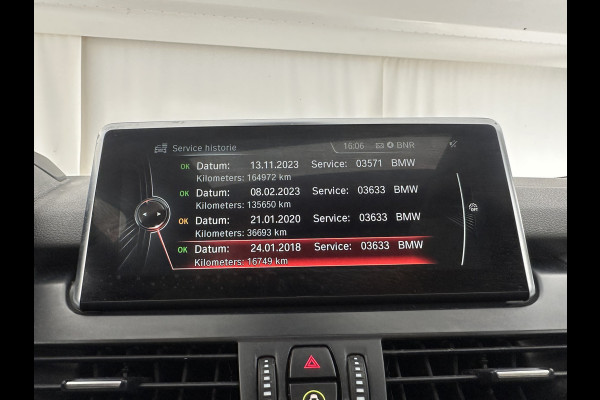 Service historie 16:06 BNR
OK Datum: 13.11.2023 Service: 03571 BMW
Kilometers: 164972 km
OK Datum: 08.02.2023 Service: 03633 BMW
Kilometers: 135650 km
OK Datum: 21.01.2020 Service: 03633 BMW
Kilometers: 36693 km
OK Datum: 24.01.2018 Service: 03633 BMW
Kilometers: 16749 km